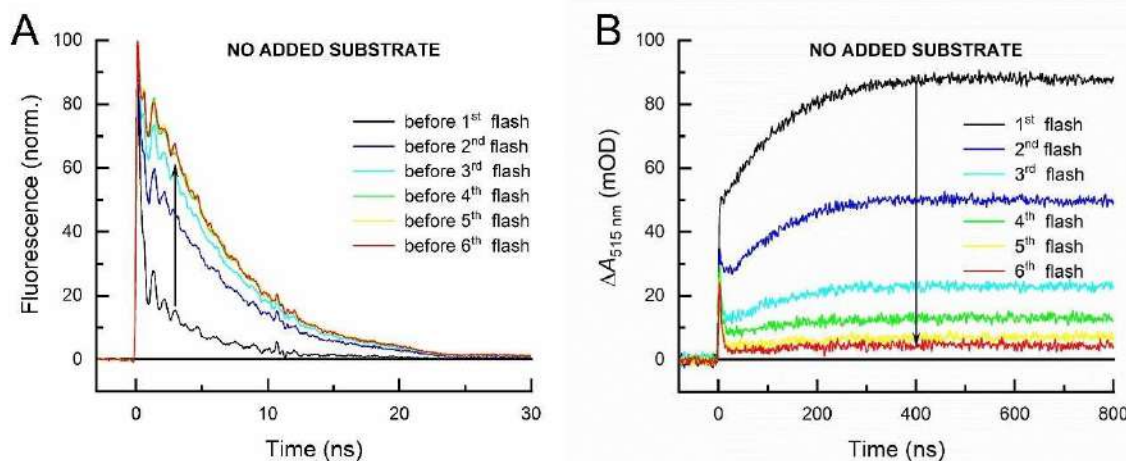 A
NO ADDED SUBSTRATE
Fluorescence (norm.)
100
80
60
40
20
0
before 1st flash
before 2nd flash
before 3rd flash
before 4th flash
before 5th flash
before 6th flash
0
10
20
30
Time (ns)
B
NO ADDED SUBSTRATE
ΔA515 nm (mOD)
100
80
60
40
20
0
1st flash
2nd flash
3rd flash
4th flash
5th flash
6th flash
0
200
400
600
800
Time (ns)